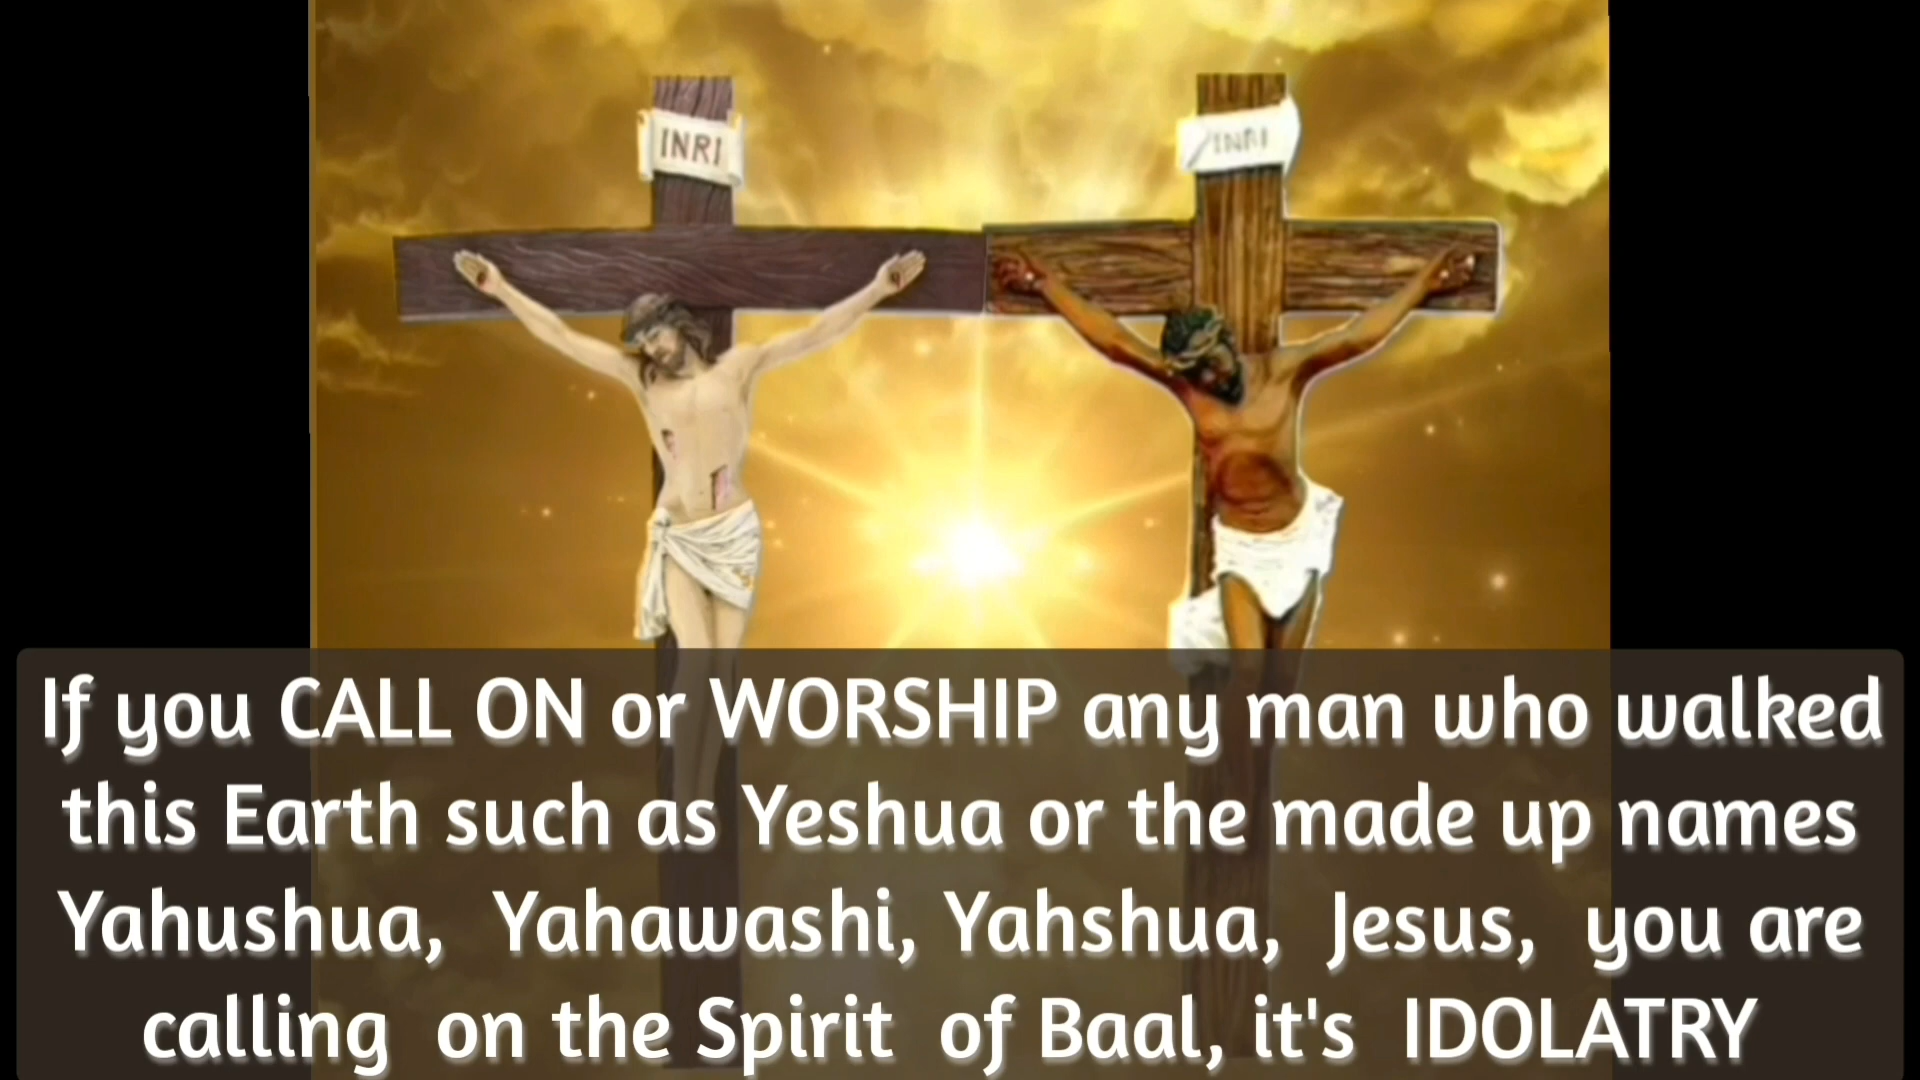 INRI
INRI
If you CALL ON or WORSHIP any man who walked
this Earth such as Yeshua or the made up names
Yahushua, Yahawashi, Yahshua, Jesus, you are
calling on the Spirit of Baal, it's IDOLATRY